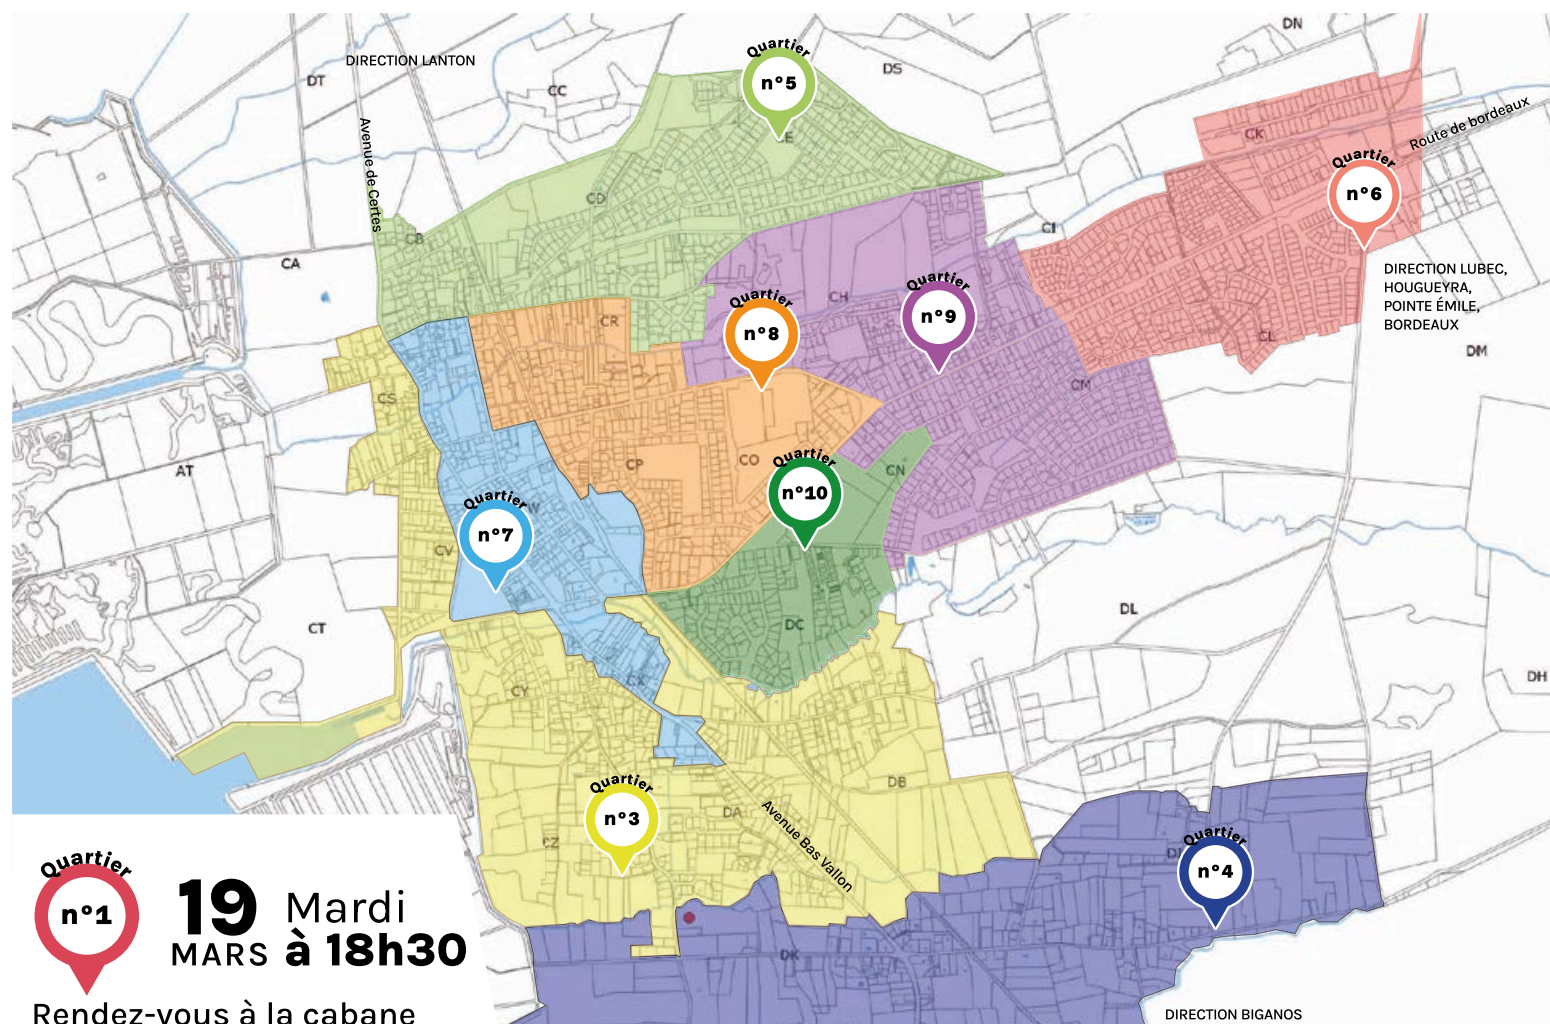 DN
Quartier
n°5
DIRECTION LANTON
DS
DT
CC
Route de bordeaux
CK
Avenue de Certes
E
Quartier
n°6
CD
CI
CB
CA
DIRECTION LUBEC,
HOUGUEYRA,
POINTE ÉMILE,
BORDEAUX
Quartier
n°9
CH
Quartier
n°8
CR
CL
DM
CM
CS
AT
CP
CO
Quartier
n°10
CN
Quartier
n°7
W
CV
DL
CT
DC
DH
CX
CY
DB
Quartier
n°3
DA
Avenue Bas Vallon
CZ
Quartier
n°4
DK
Quartier
n°1
19
MARS
Mardi
à 18h30
Rendez-vous à la cabane
DIRECTION BIGANOS